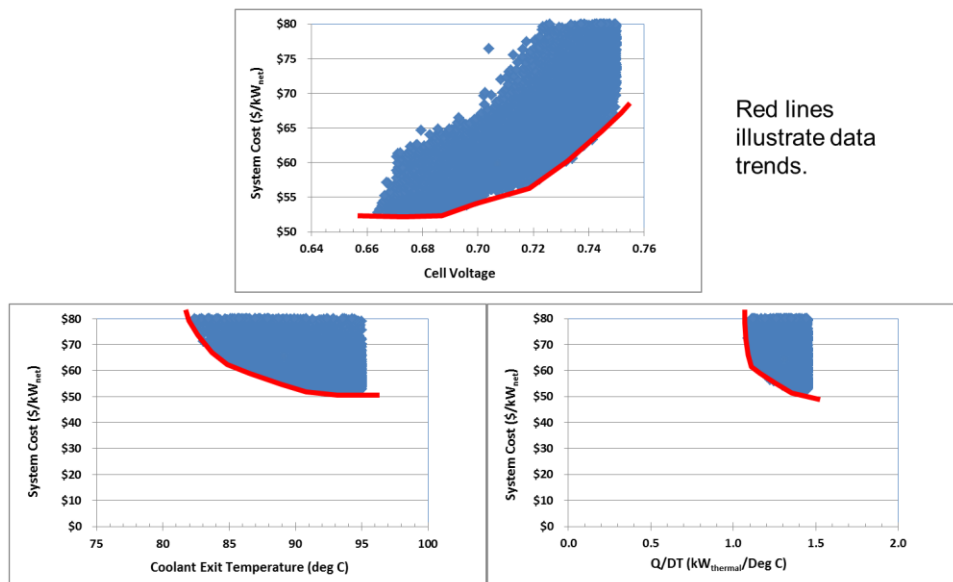 $80
$75
$70
$65
$60
$55
$50
0.64 0.66 0.68 0.70 0.72 0.74 0.76
System Cost ($/kWnet)
Cell Voltage
Red lines
illustrate data
trends.
$80
$70
$60
$50
$40
$30
$20
$10
$0
75 80 85 90 95 100
System Cost ($/kWnet)
Coolant Exit Temperature (deg C)
$80
$70
$60
$50
$40
$30
$20
$10
$0
0.0 0.5 1.0 1.5 2.0
System Cost ($/kWnet)
Q/DT (kWthermal/Deg C)